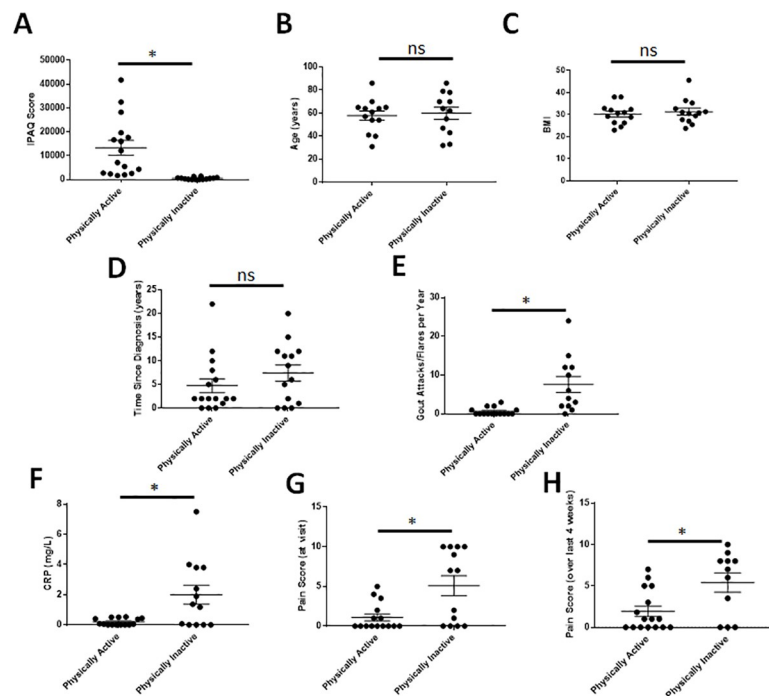 A
*
IPAQ Score
50000
40000
30000
20000
10000
0
Physically Active
Physically Inactive
B
ns
Age (years)
100
80
60
40
20
0
Physically Active
Physically Inactive
C
ns
BMI
50
40
30
20
10
0
Physically Active
Physically Inactive
D
ns
Time Since Diagnosis (years)
25
20
15
10
5
0
Physically Active
Physically Inactive
E
*
Gout Attacks/Flares per Year
30
20
10
0
Physically Active
Physically Inactive
F
*
CRP (mg/L)
8
6
4
2
0
Physically Active
Physically Inactive
G
*
Pain Score (at visit)
15
10
5
0
Physically Active
Physically Inactive
H
*
Pain Score (over last 4 weeks)
15
10
5
0
Physically Active
Physically Inactive